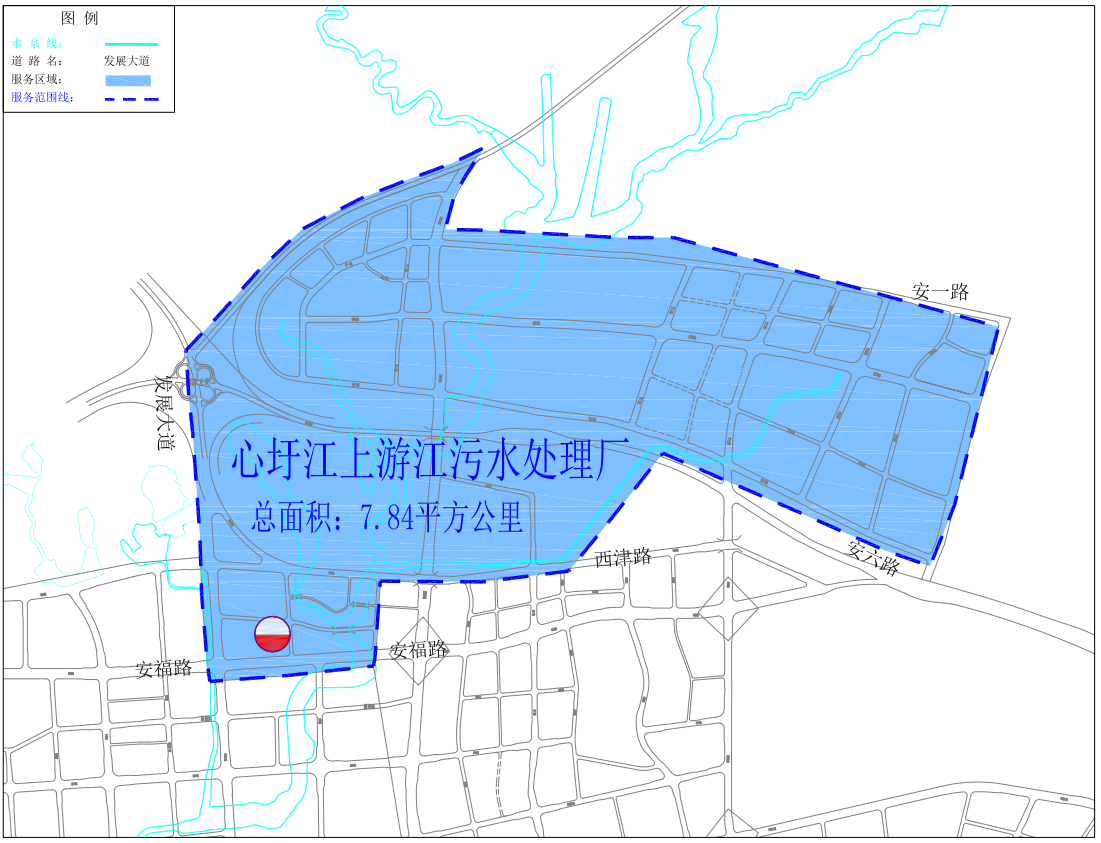 图 例
水 系 线：
道 路 名： 发展大道
服务区域：
服务范围线：
安一路
发展大道
心圩江上游江污水处理厂
总面积：7.84平方公里
西津路
安六路
安福路
安福路